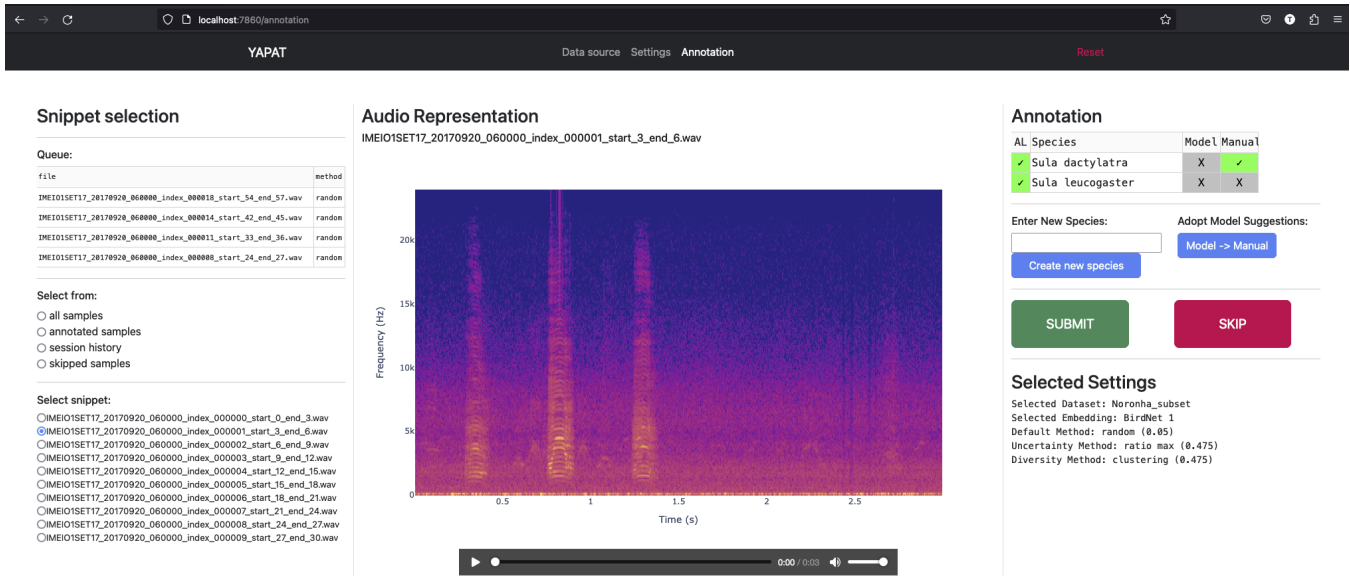 localhost:7860/annotation
YAPAT
Data source Settings Annotation
Reset
Snippet selection
Queue:
file method
IMEIO1SET17_20170920_060000_index_000018_start_54_end_57.wav random
IMEIO1SET17_20170920_060000_index_000014_start_42_end_45.wav random
IMEIO1SET17_20170920_060000_index_000011_start_33_end_36.wav random
IMEIO1SET17_20170920_060000_index_000008_start_24_end_27.wav random
Select from:
all samples
annotated samples
session history
skipped samples
Select snippet:
IMEIO1SET17_20170920_060000_index_000000_start_0_end_3.wav
IMEIO1SET17_20170920_060000_index_000001_start_3_end_6.wav
IMEIO1SET17_20170920_060000_index_000002_start_6_end_9.wav
IMEIO1SET17_20170920_060000_index_000003_start_9_end_12.wav
IMEIO1SET17_20170920_060000_index_000004_start_12_end_15.wav
IMEIO1SET17_20170920_060000_index_000005_start_15_end_18.wav
IMEIO1SET17_20170920_060000_index_000006_start_18_end_21.wav
IMEIO1SET17_20170920_060000_index_000007_start_21_end_24.wav
IMEIO1SET17_20170920_060000_index_000008_start_24_end_27.wav
IMEIO1SET17_20170920_060000_index_000009_start_27_end_30.wav
Audio Representation
IMEIO1SET17_20170920_060000_index_000001_start_3_end_6.wav
Frequency (Hz)
20k
15k
10k
5k
0
0.5 1 1.5 2 2.5
Time (s)
0:00 / 0:03
Annotation
AL Species Model Manual
✓ Sula dactylatra X ✓
✓ Sula leucogaster X X
Enter New Species:
Create new species
Adopt Model Suggestions:
Model -> Manual
SUBMIT
SKIP
Selected Settings
Selected Dataset: Noronha_subset
Selected Embedding: BirdNet 1
Default Method: random (0.05)
Uncertainty Method: ratio max (0.475)
Diversity Method: clustering (0.475)